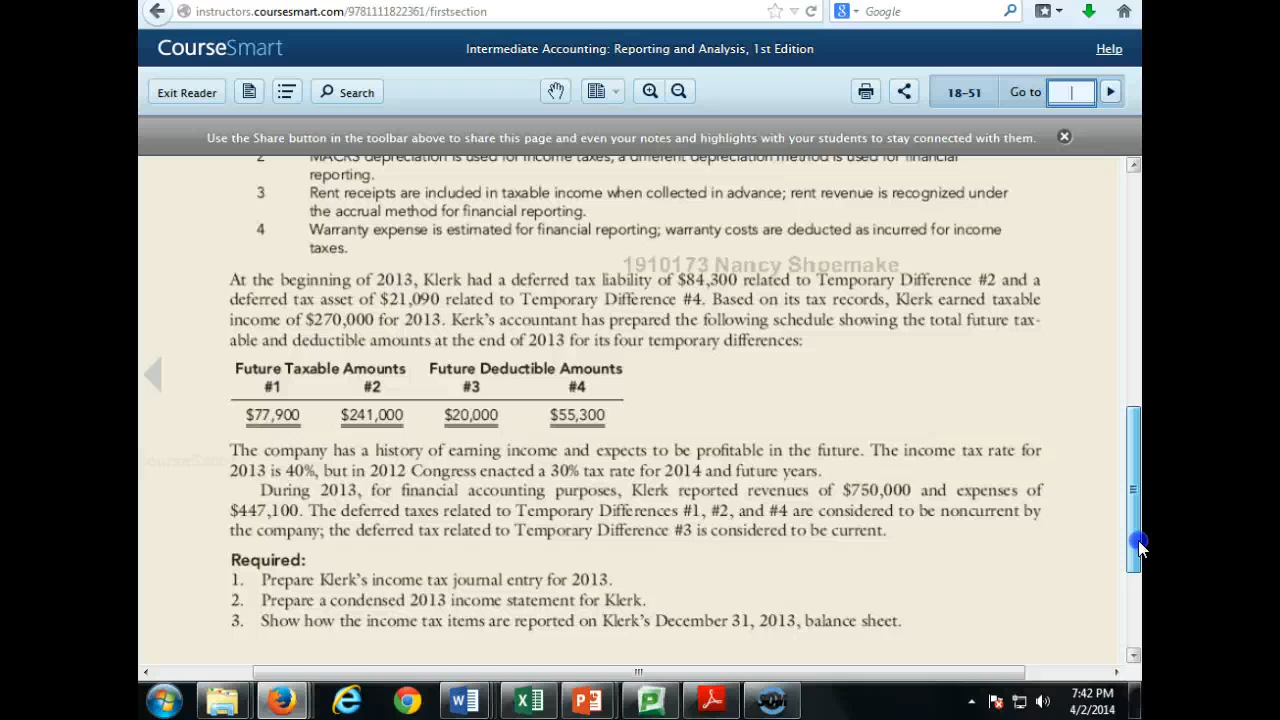 instructors.coursesmart.com/9781111822361/firstsection
Google
CourseSmart
Intermediate Accounting: Reporting and Analysis, 1st Edition
Help
Exit Reader
Search
18-51
Go to
Use the Share button in the toolbar above to share this page and even your notes and highlights with your students to stay connected with them.
2 MACRS depreciation is used for income taxes; a different depreciation method is used for financial
reporting.
3 Rent receipts are included in taxable income when collected in advance; rent revenue is recognized under
the accrual method for financial reporting.
4 Warranty expense is estimated for financial reporting; warranty costs are deducted as incurred for income
taxes.
1910173 Nancy Shoemake
At the beginning of 2013, Klerk had a deferred tax liability of $84,300 related to Temporary Difference #2 and a
deferred tax asset of $21,090 related to Temporary Difference #4. Based on its tax records, Klerk earned taxable
income of $270,000 for 2013. Kerk's accountant has prepared the following schedule showing the total future tax-
able and deductible amounts at the end of 2013 for its four temporary differences:
Future Taxable Amounts Future Deductible Amounts
#1 #2 #3 #4
$77,900 $241,000 $20,000 $55,300
The company has a history of earning income and expects to be profitable in the future. The income tax rate for
2013 is 40%, but in 2012 Congress enacted a 30% tax rate for 2014 and future years.
During 2013, for financial accounting purposes, Klerk reported revenues of $750,000 and expenses of
$447,100. The deferred taxes related to Temporary Differences #1, #2, and #4 are considered to be noncurrent by
the company; the deferred tax related to Temporary Difference #3 is considered to be current.
Required:
1. Prepare Klerk's income tax journal entry for 2013.
2. Prepare a condensed 2013 income statement for Klerk.
3. Show how the income tax items are reported on Klerk's December 31, 2013, balance sheet.
7:42 PM
4/2/2014